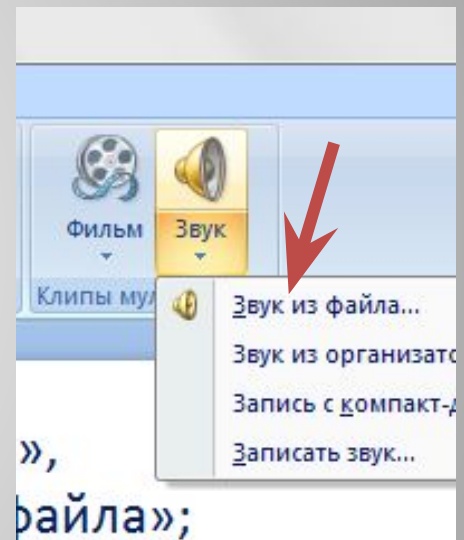 Фильм Звук
Клипы му
Звук из файла...
Звук из организато
Запись с компакт-д
Записать звук...
»,
файла»;